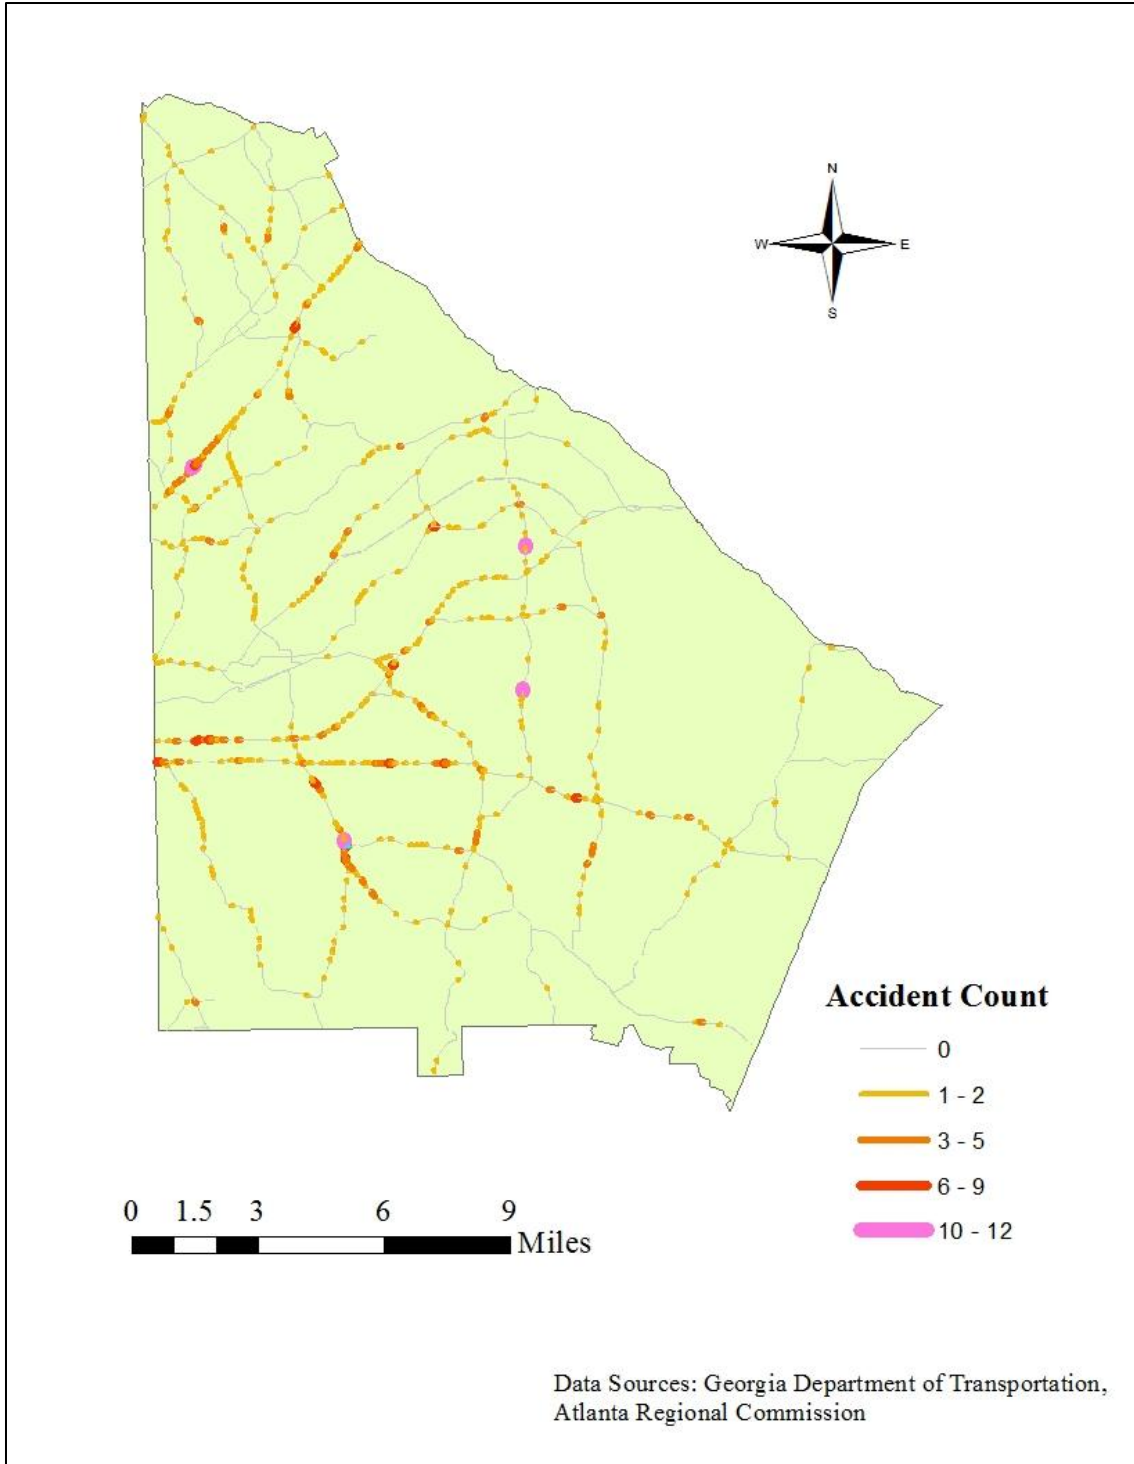 N
W E
S
Accident Count
0
1 - 2
3 - 5
6 - 9
10 - 12
0 1.5 3 6 9
Miles
Data Sources: Georgia Department of Transportation,
Atlanta Regional Commission